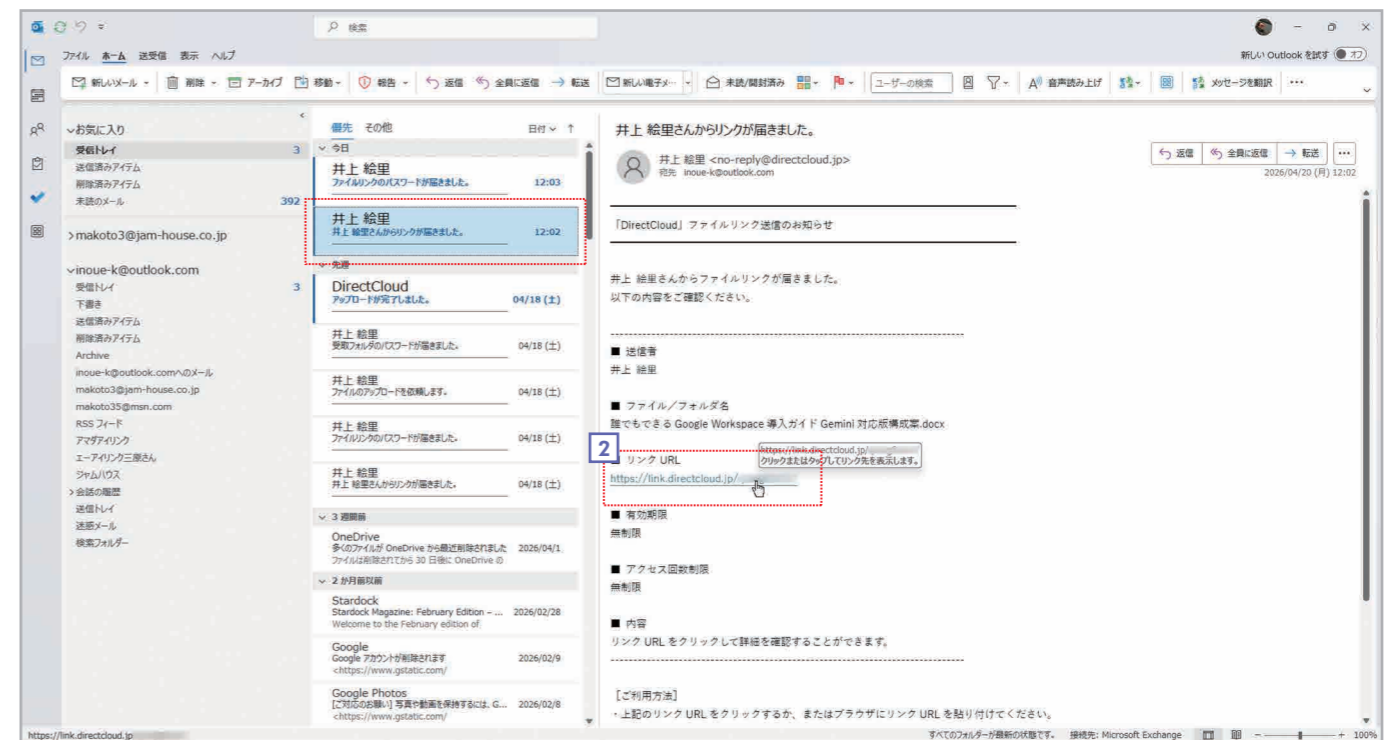 検索
ファイル ホーム 送受信 表示 ヘルプ
新しい Outlook を試す オフ
新しいメール 削除 アーカイブ 移動 報告 返信 全員に返信 転送 新しい電子メ… 未読/開封済み ユーザーの検索 音声読み上げ メッセージを翻訳 …
お気に入り
受信トレイ 3
送信済みアイテム
削除済みアイテム
未読のメール 392
makoto3@jam-house.co.jp
inoue-k@outlook.com
受信トレイ 3
下書き
送信済みアイテム
削除済みアイテム
Archive
inoue-k@outlook.comへのメール
makoto3@jam-house.co.jp
makoto35@msn.com
RSS フィード
アマダナイリンク
エーアイリンク三原さん
ジャムハウス
会話の履歴
送信トレイ
迷惑メール
検索フォルダー
優先 その他 日付 ↑
今日
井上 絵里
ファイルリンクのパスワードが届きました。 12:03
井上 絵里
井上 絵里さんからリンクが届きました。 12:02
先週
DirectCloud
アップロードが完了しました。 04/18 (土)
井上 絵里
受取フォルダのパスワードが届きました。 04/18 (土)
井上 絵里
ファイルのアップロードを依頼します。 04/18 (土)
井上 絵里
ファイルリンクのパスワードが届きました。 04/18 (土)
井上 絵里
井上 絵里さんからリンクが届きました。 04/18 (土)
3 週間前
OneDrive
多くのファイルが OneDrive から最近削除されました 2026/04/1
ファイルは削除されてから 30 日後に OneDrive の
2 か月前以前
Stardock
Stardock Magazine: February Edition – ... 2026/02/28
Welcome to the February edition of
Google
Google アカウントが削除されます 2026/02/9
<https://www.gstatic.com/
Google Photos
[ご対応のお願い] 写真や動画を保持するには、G... 2026/02/8
<https://www.gstatic.com/
井上 絵里さんからリンクが届きました。
井上 絵里 <no-reply@directcloud.jp>
宛先 inoue-k@outlook.com
返信 全員に返信 転送 …
2026/04/20 (月) 12:02
「DirectCloud」ファイルリンク送信のお知らせ
井上 絵里さんからファイルリンクが届きました。
以下の内容をご確認ください。
■ 送信者
井上 絵里
■ ファイル／フォルダ名
誰でもできる Google Workspace 導入ガイド Gemini 対応版構成案.docx
2
■ リンク URL
https://link.directcloud.jp/
クリックまたはタップしてリンク先を表示します。
https://link.directcloud.jp/
■ 有効期限
無制限
■ アクセス回数制限
無制限
■ 内容
リンク URL をクリックして詳細を確認することができます。
[ご利用方法]
・上記のリンク URL をクリックするか、またはブラウザにリンク URL を貼り付けてください。
https://link.directcloud.jp
すべてのフォルダーが最新の状態です。 接続先: Microsoft Exchange 100%